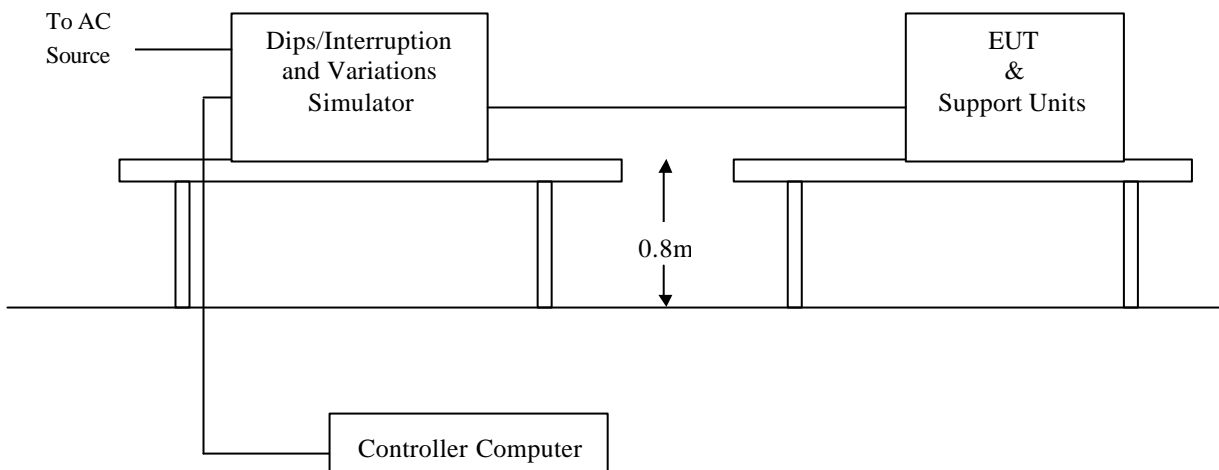 To AC
Source
Dips/Interruption
and Variations
Simulator
EUT
&
Support Units
0.8m
Controller Computer